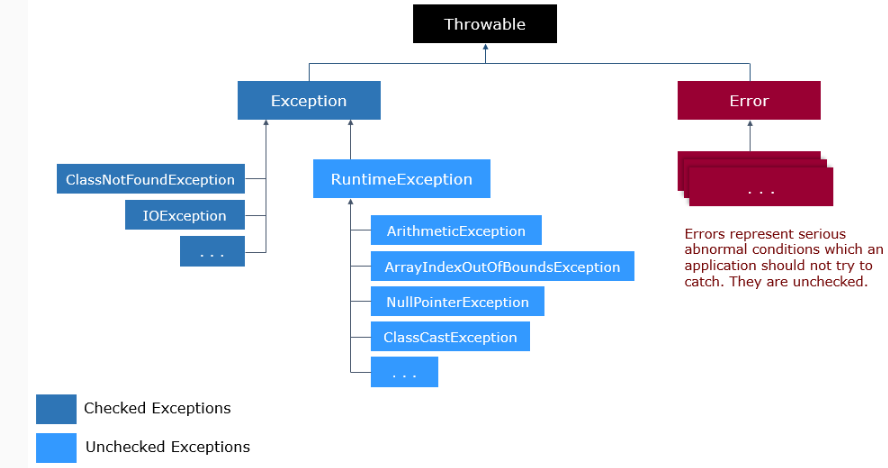 Throwable
Exception
Error
ClassNotFoundException
RuntimeException
. . .
IOException
ArithmeticException
. . .
ArrayIndexOutOfBoundsException
NullPointerException
ClassCastException
. . .
Errors represent serious
abnormal conditions which an
application should not try to
catch. They are unchecked.
Checked Exceptions
Unchecked Exceptions